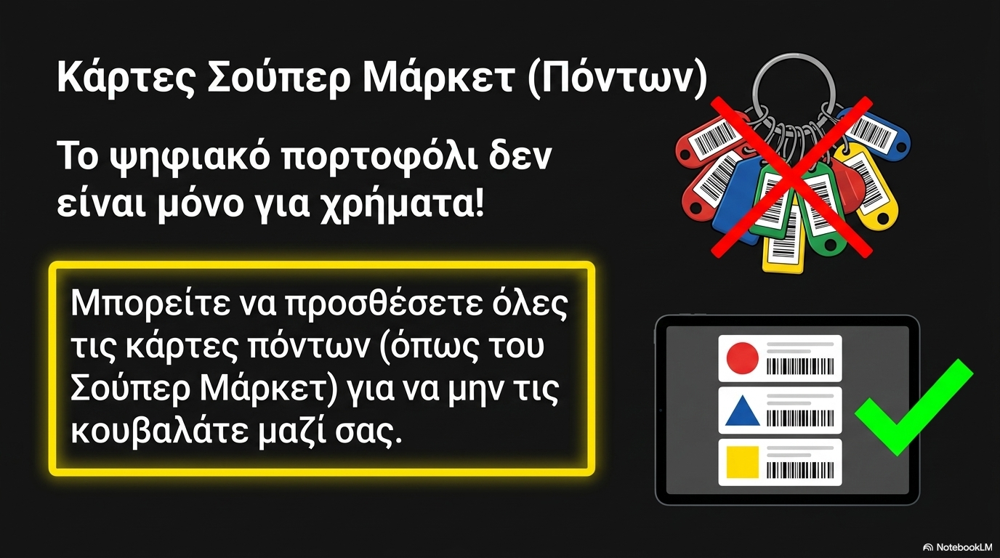 Κάρτες Σούπερ Μάρκετ (Πόντων)
Το ψηφιακό πορτοφόλι δεν
είναι μόνο για χρήματα!
Μπορείτε να προσθέσετε όλες
τις κάρτες πόντων (όπως του
Σούπερ Μάρκετ) για να μην τις
κουβαλάτε μαζί σας.
NotebookLM